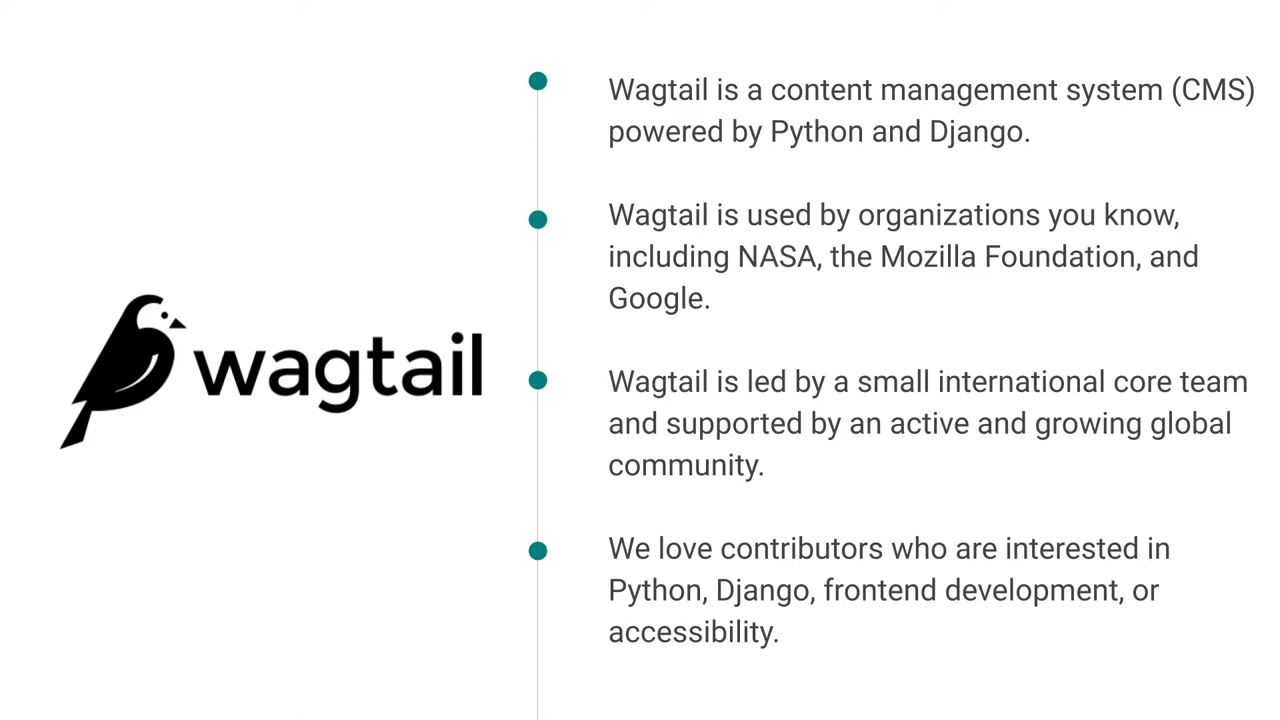 wagtail
Wagtail is a content management system (CMS)
powered by Python and Django.
Wagtail is used by organizations you know,
including NASA, the Mozilla Foundation, and
Google.
Wagtail is led by a small international core team
and supported by an active and growing global
community.
We love contributors who are interested in
Python, Django, frontend development, or
accessibility.